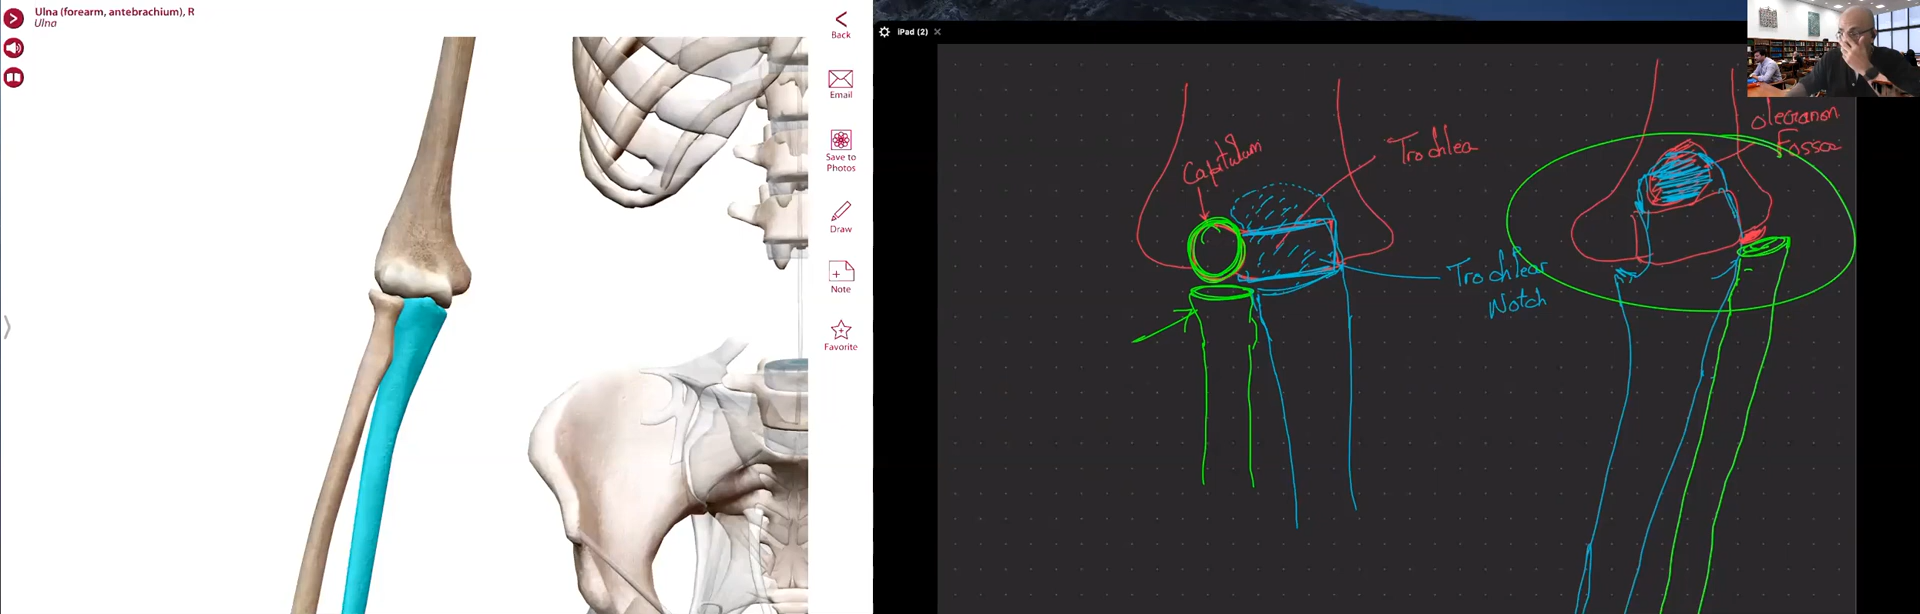 Ulna (forearm, antebrachium), R
Ulna
Back
Email
Save to
Photos
Draw
Note
Favorite
iPad (2)
Capitulum
Trochlea
Trochlear
Notch
olecranon
Fossa